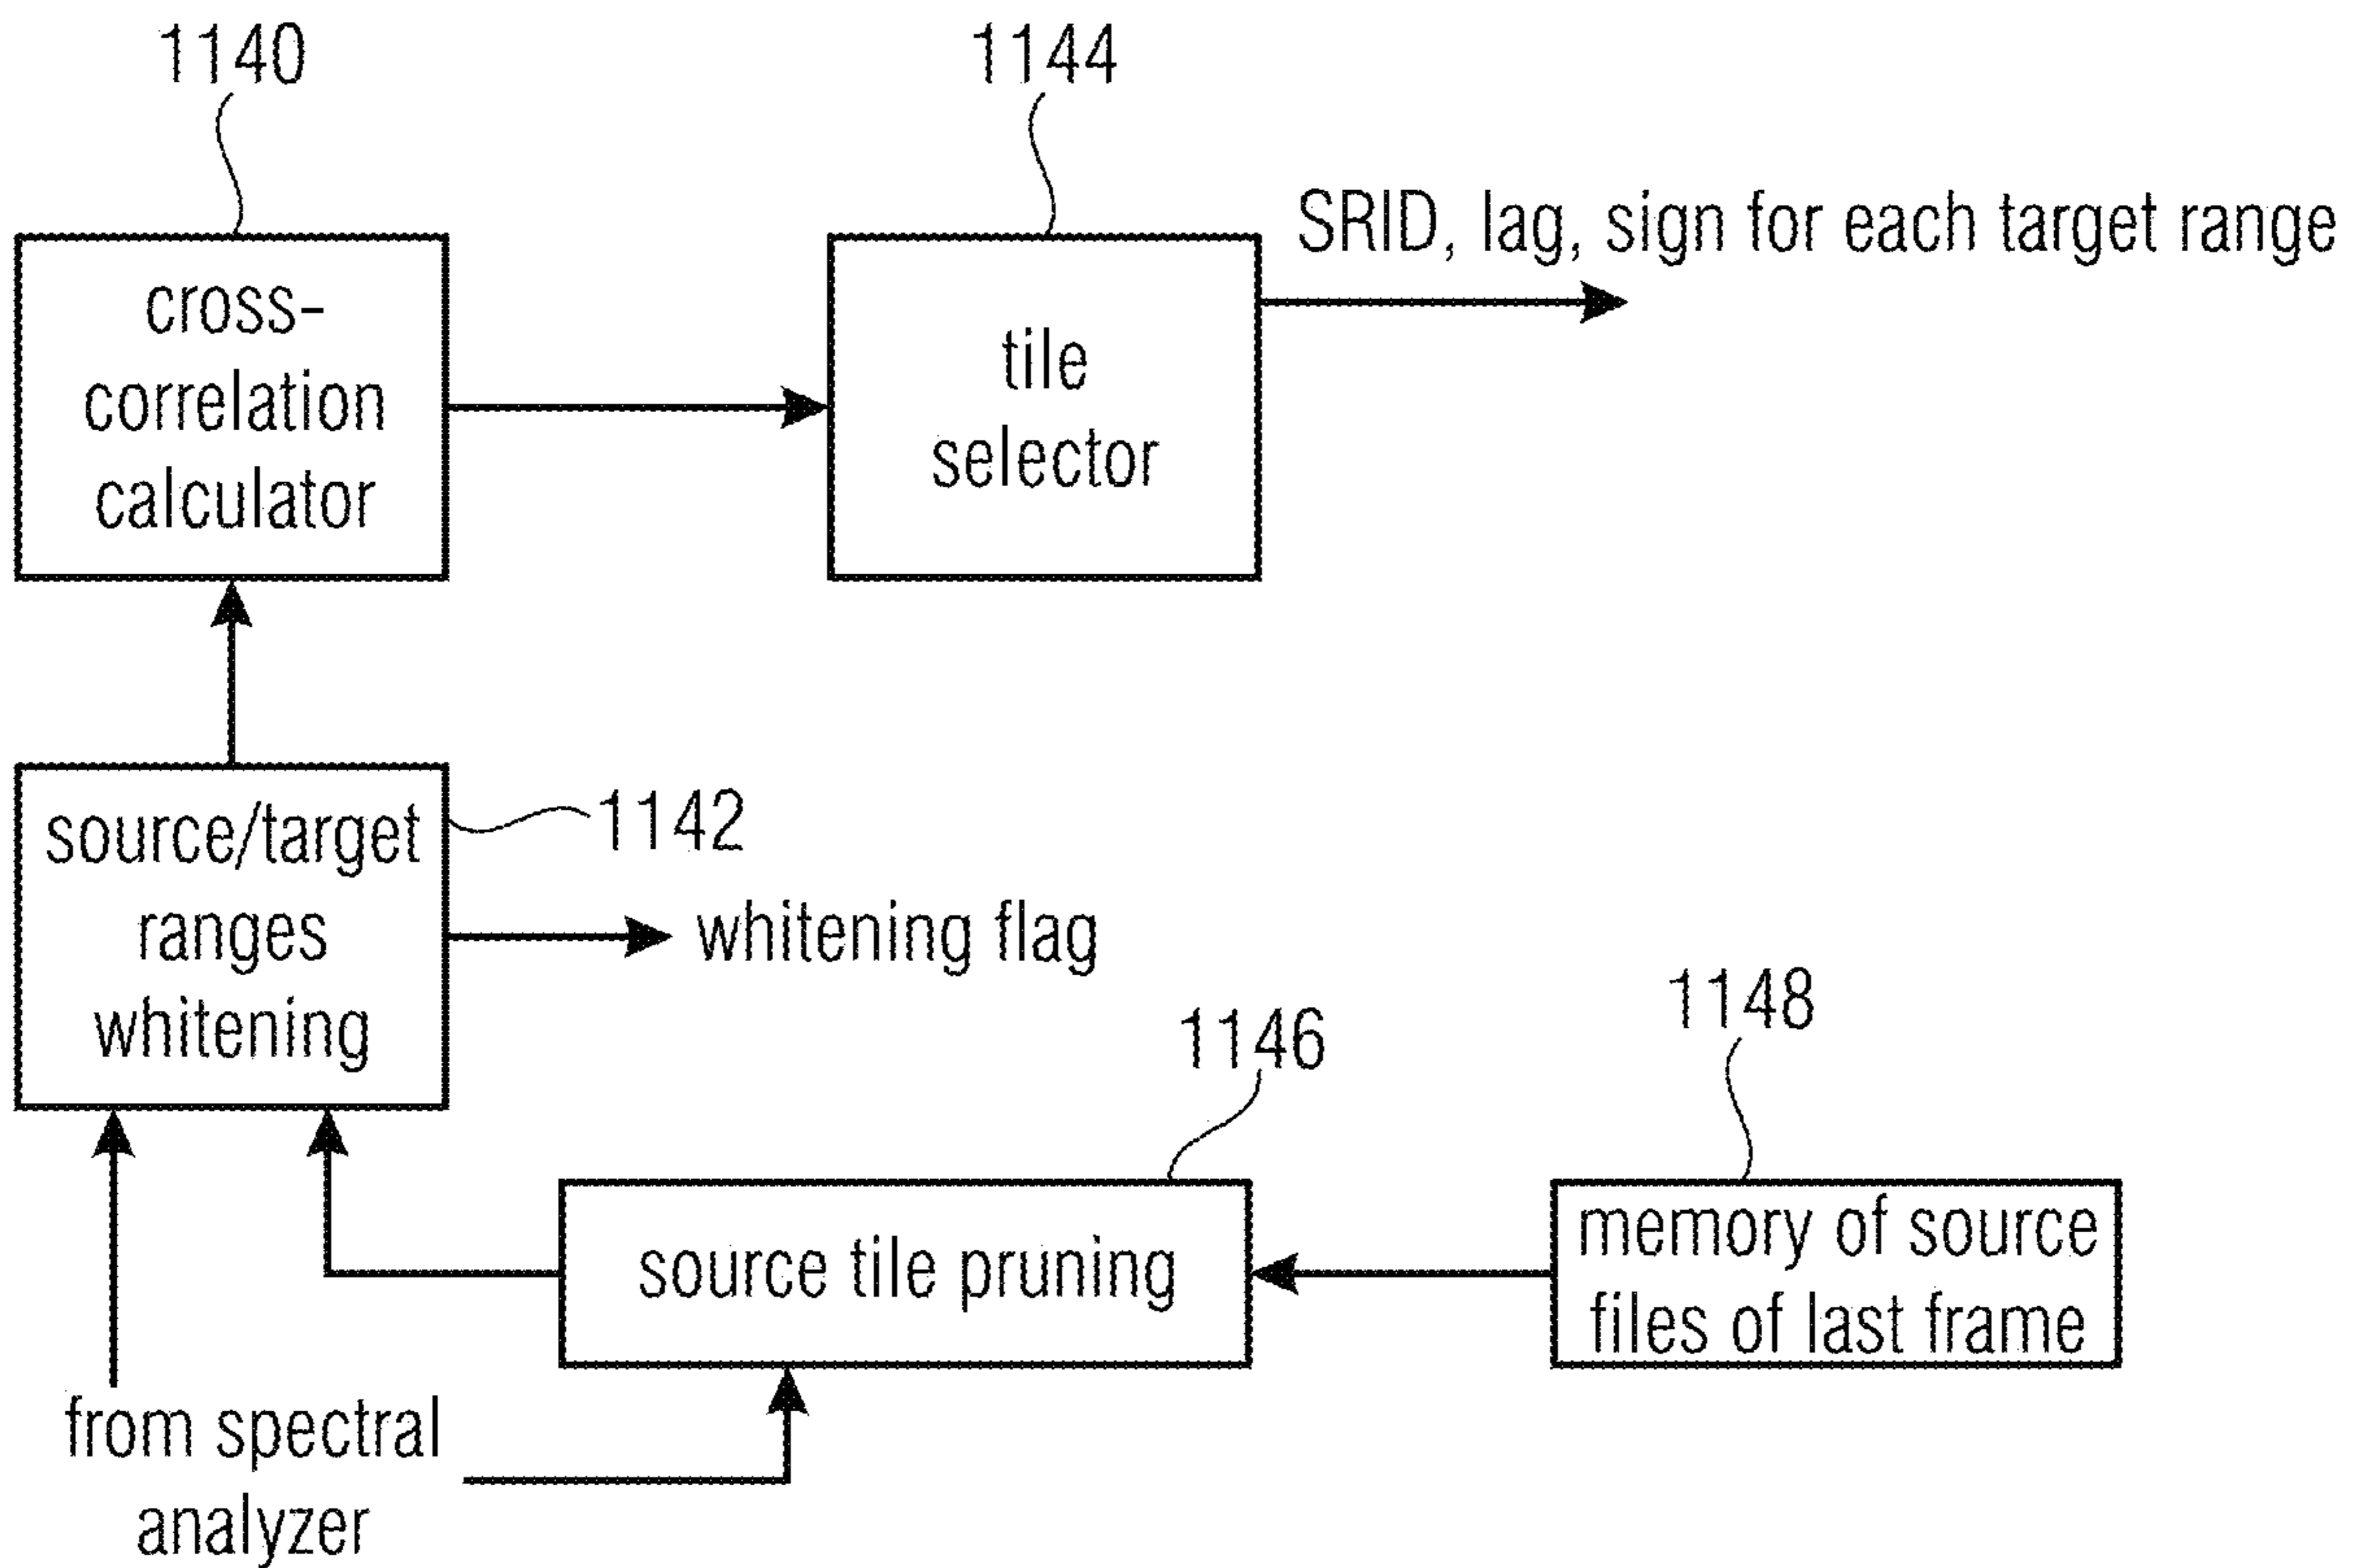 1140
1144
SRID, lag, sign for each target range
cross-
correlation
calculator
tile
selector
source/target
ranges
whitening
1142
whitening flag
1146
1148
source tile pruning
memory of source
files of last frame
from spectral
analyzer